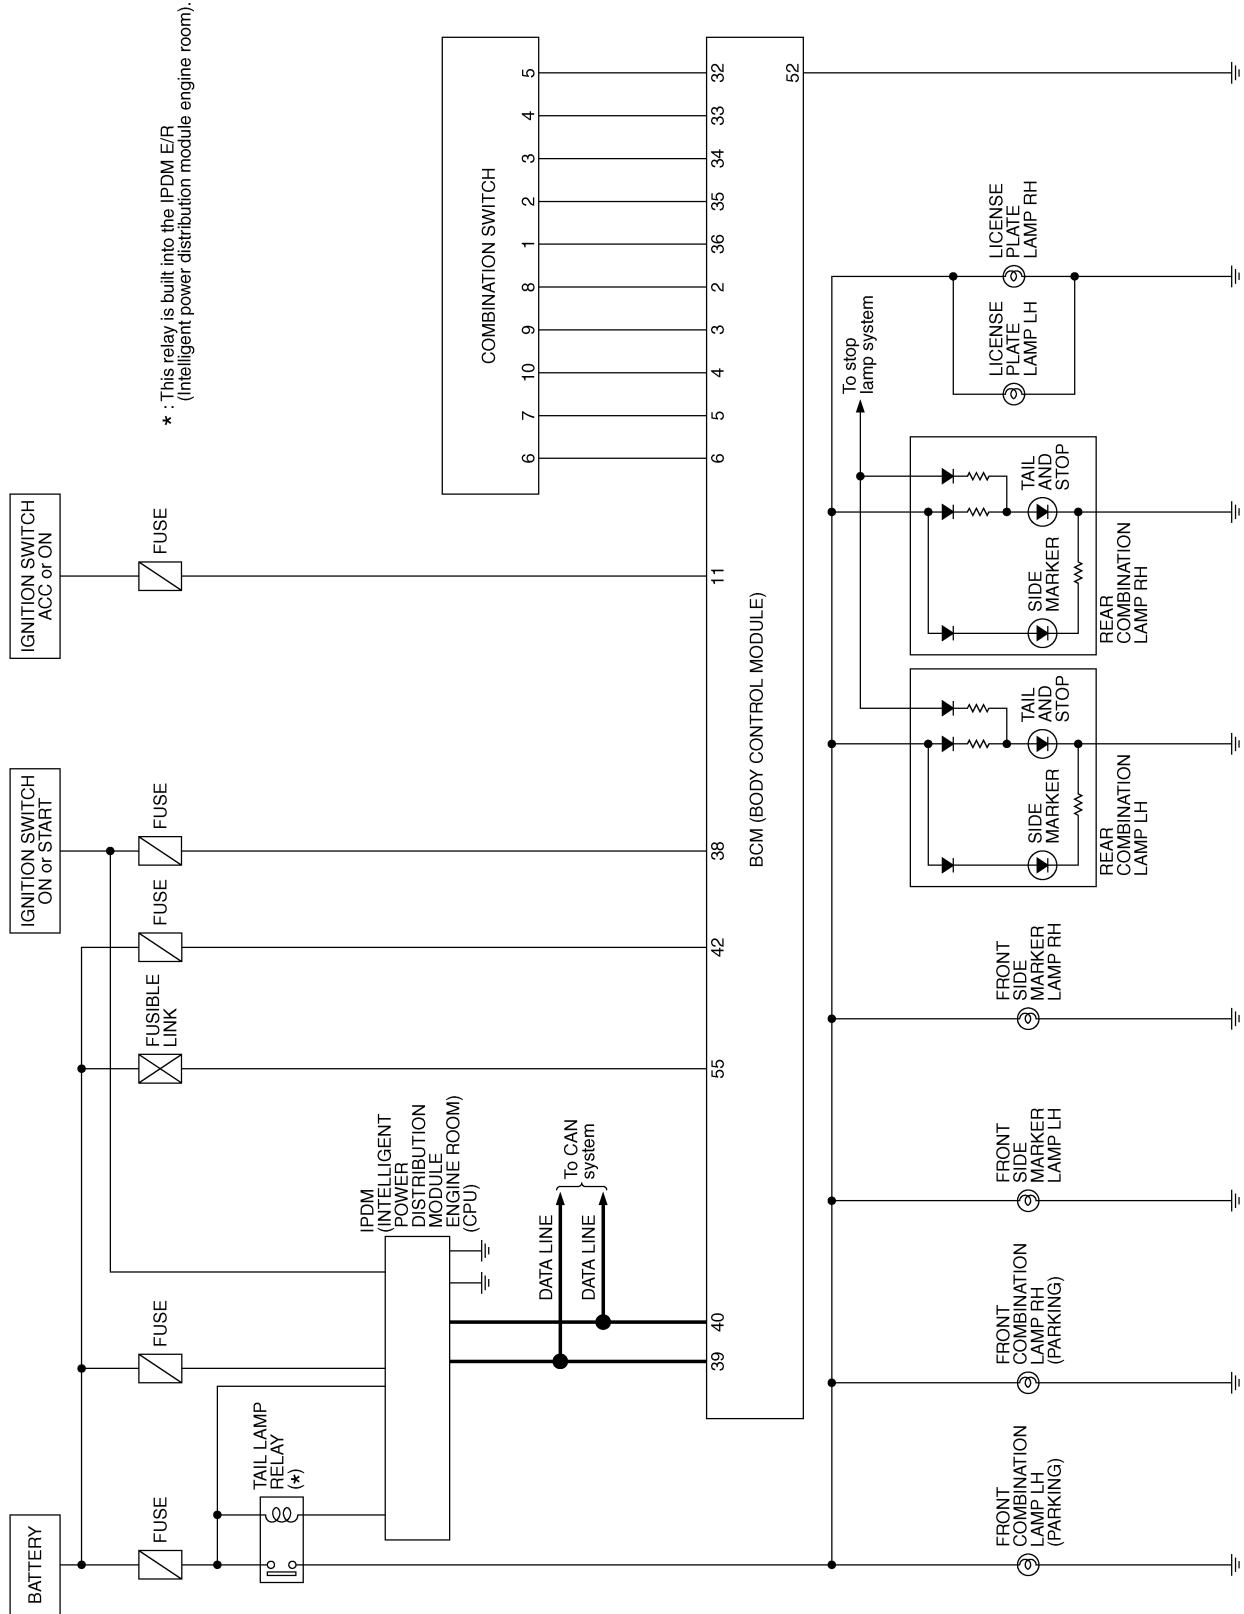 BATTERY
IGNITION SWITCH
ON or START
IGNITION SWITCH
ACC or ON
* : This relay is built into the IPDM E/R
(Intelligent power distribution module engine room).
FUSE
FUSE
FUSIBLE
LINK
FUSE
FUSE
FUSE
TAIL LAMP
RELAY
(*)
IPDM
(INTELLIGENT
POWER
DISTRIBUTION
MODULE
ENGINE ROOM)
(CPU)
DATA LINE
DATA LINE
To CAN
system
COMBINATION SWITCH
6
7
10
9
8
1
2
3
4
5
39
40
55
42
38
11
6
5
4
3
2
36
35
34
33
32
BCM (BODY CONTROL MODULE)
52
To stop
lamp system
FRONT
COMBINATION
LAMP LH
(PARKING)
FRONT
COMBINATION
LAMP RH
(PARKING)
FRONT
SIDE
MARKER
LAMP LH
FRONT
SIDE
MARKER
LAMP RH
SIDE
MARKER
TAIL
AND
STOP
REAR
COMBINATION
LAMP LH
SIDE
MARKER
TAIL
AND
STOP
REAR
COMBINATION
LAMP RH
LICENSE
PLATE
LAMP LH
LICENSE
PLATE
LAMP RH